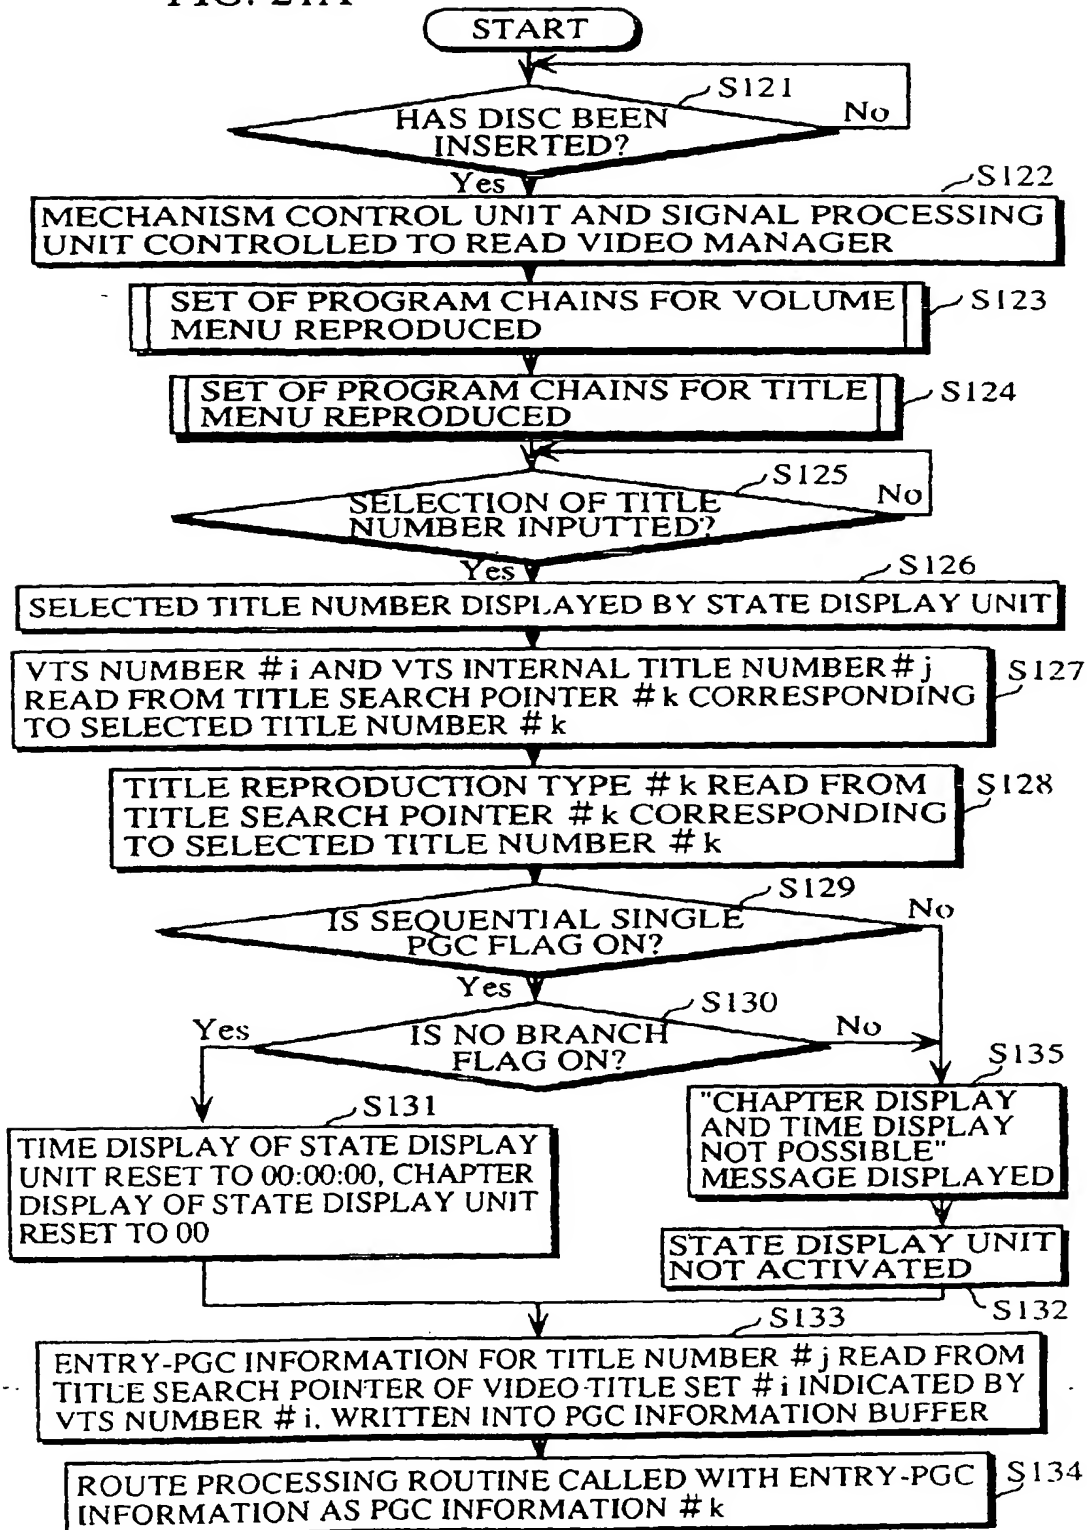 START
S121
HAS DISC BEEN
INSERTED?
No
Yes
S122
MECHANISM CONTROL UNIT AND SIGNAL PROCESSING
UNIT CONTROLLED TO READ VIDEO MANAGER
SET OF PROGRAM CHAINS FOR VOLUME
MENU REPRODUCED
S123
SET OF PROGRAM CHAINS FOR TITLE
MENU REPRODUCED
S124
S125
SELECTION OF TITLE
NUMBER INPUTTED?
No
Yes
S126
SELECTED TITLE NUMBER DISPLAYED BY STATE DISPLAY UNIT
VTS NUMBER #i AND VTS INTERNAL TITLE NUMBER #j
READ FROM TITLE SEARCH POINTER #k CORRESPONDING
TO SELECTED TITLE NUMBER #k
S127
TITLE REPRODUCTION TYPE #k READ FROM
TITLE SEARCH POINTER #k CORRESPONDING
TO SELECTED TITLE NUMBER #k
S128
S129
IS SEQUENTIAL SINGLE
PGC FLAG ON?
No
Yes
S130
IS NO BRANCH
FLAG ON?
Yes
No
S131
TIME DISPLAY OF STATE DISPLAY
UNIT RESET TO 00:00:00, CHAPTER
DISPLAY OF STATE DISPLAY UNIT
RESET TO 00
S135
"CHAPTER DISPLAY
AND TIME DISPLAY
NOT POSSIBLE"
MESSAGE DISPLAYED
STATE DISPLAY UNIT
NOT ACTIVATED
S132
S133
ENTRY-PGC INFORMATION FOR TITLE NUMBER #j READ FROM
TITLE SEARCH POINTER OF VIDEO TITLE SET #i INDICATED BY
VTS NUMBER #i. WRITTEN INTO PGC INFORMATION BUFFER
ROUTE PROCESSING ROUTINE CALLED WITH ENTRY-PGC
INFORMATION AS PGC INFORMATION #k
S134